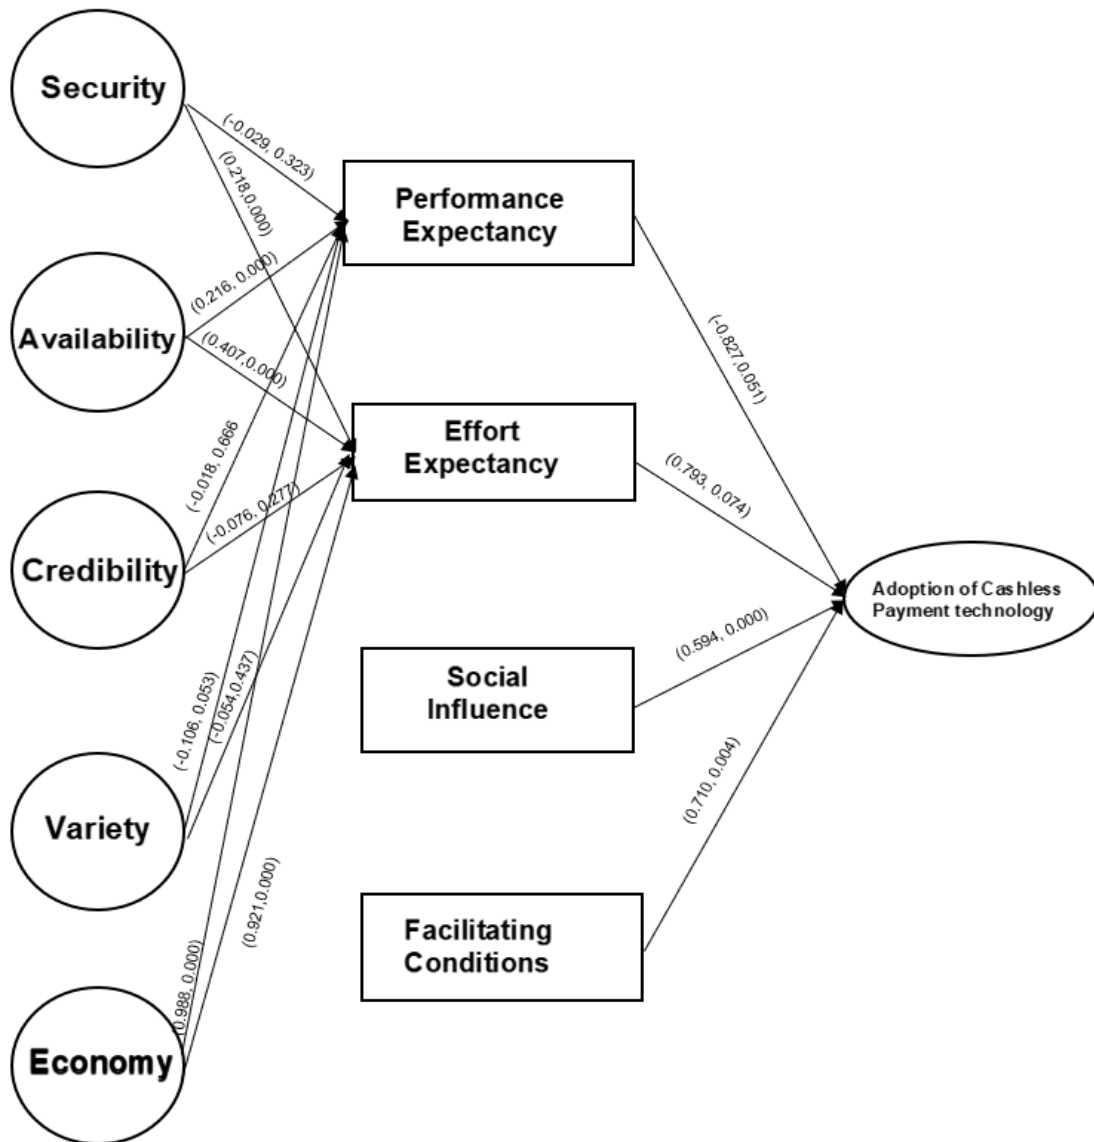 Security
(-0.029, 0.323)
(0.218,0.000)
Performance
Expectancy
(0.216, 0.000)
Availability
(0.407,0.000)
(-0.827,0.051)
Effort
Expectancy
(-0.018, 0.666
(-0.076, 0.277)
(0.793, 0.074)
Credibility
Adoption of Cashless
Payment technology
(0.594, 0.000)
Social
Influence
(-0.106, 0.053)
(-0.054,0.437)
(0.710, 0.004)
Variety
(0.921,0.000)
Facilitating
Conditions
(0.988, 0.000)
Economy